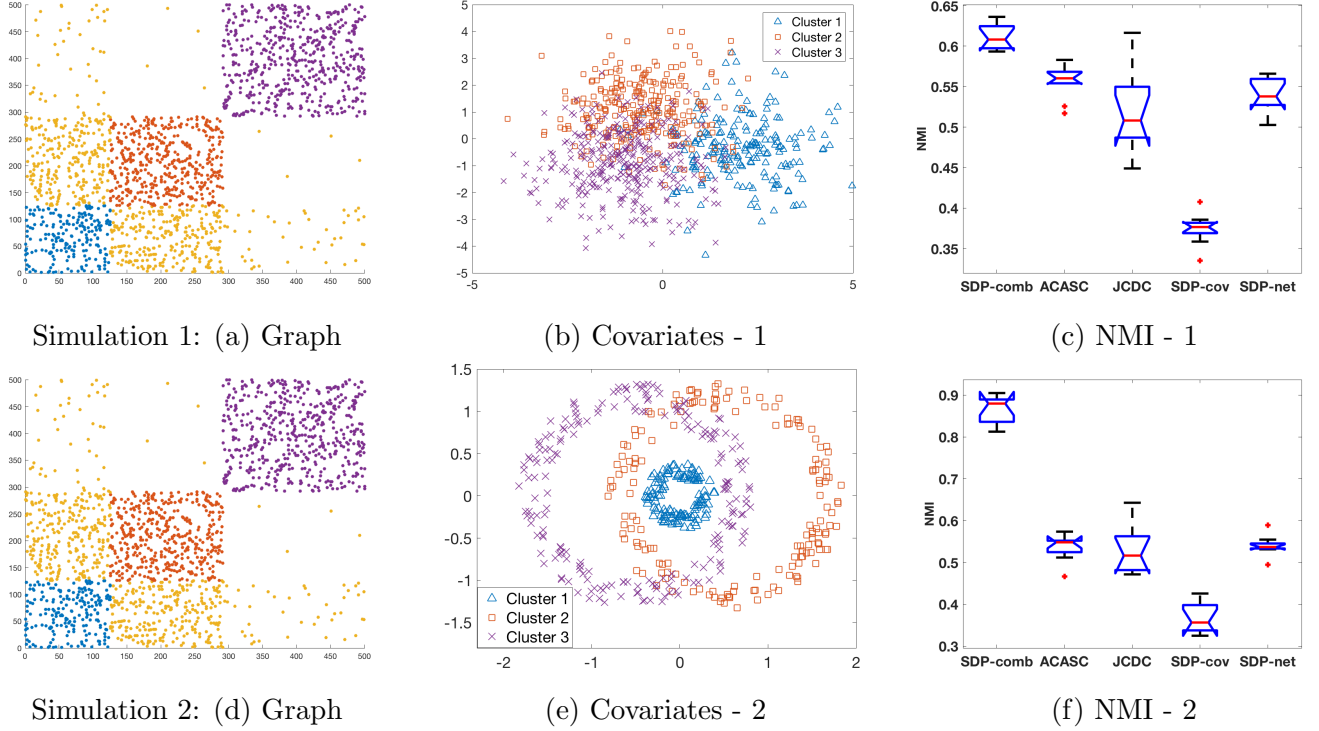 500
450
400
350
300
250
200
150
100
50
0
0 50 100 150 200 250 300 350 400 450 500
Simulation 1: (a) Graph
5
4
3
2
1
0
-1
-2
-3
-4
-5
-5 0 5
Cluster 1
Cluster 2
Cluster 3
(b) Covariates - 1
0.65
0.6
0.55
0.5
0.45
0.4
0.35
NMI
SDP-comb ACASC JCDC SDP-cov SDP-net
(c) NMI - 1
500
450
400
350
300
250
200
150
100
50
0
0 50 100 150 200 250 300 350 400 450 500
Simulation 2: (d) Graph
1.5
1
0.5
0
-0.5
-1
-1.5
-2 -1 0 1 2
Cluster 1
Cluster 2
Cluster 3
(e) Covariates - 2
0.9
0.8
0.7
0.6
0.5
0.4
0.3
NMI
SDP-comb ACASC JCDC SDP-cov SDP-net
(f) NMI - 2